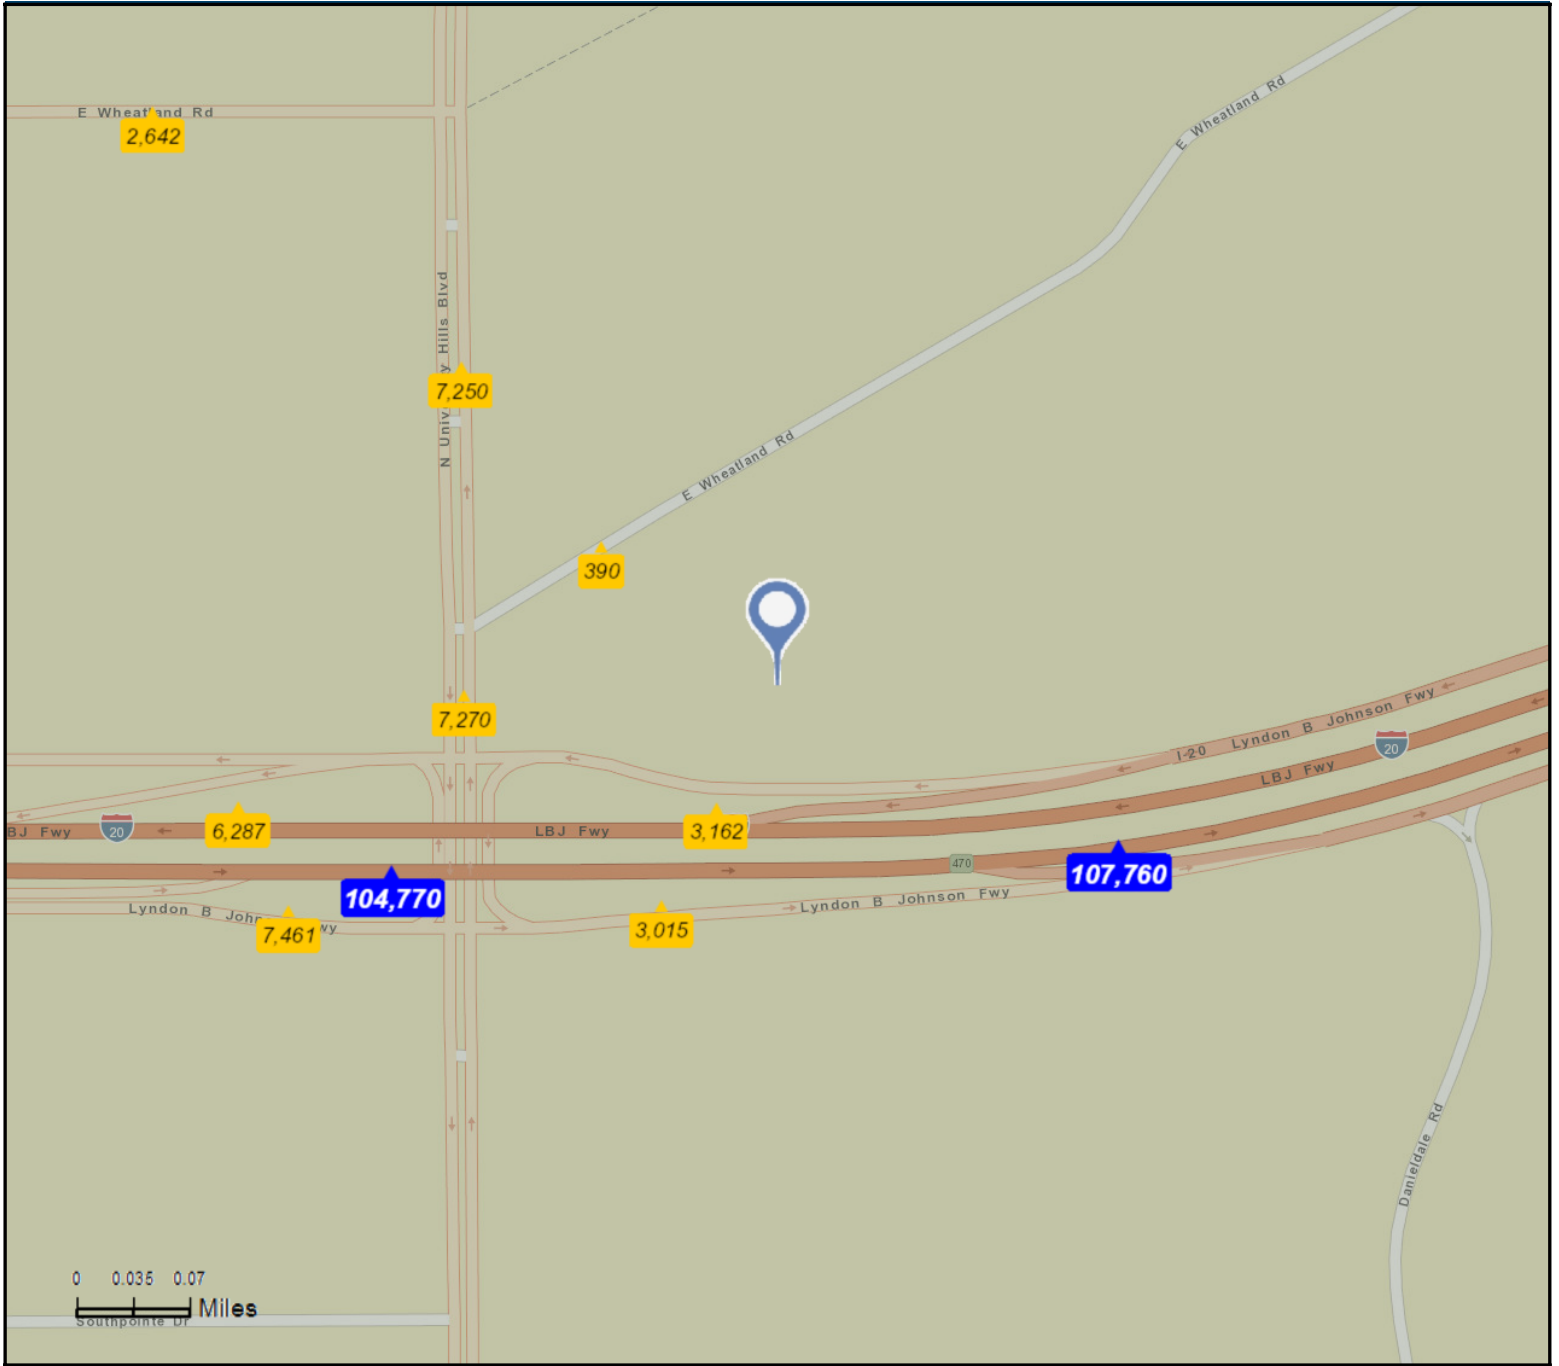 E Wheatland Rd
2,642
E Wheatland Rd
Hills Blvd
7,250
N Univ
E Wheatland Rd
390
7,270
I-20 Lyndon B Johnson Fwy
20
LBJ Fwy
BJ Fwy
20
6,287
LBJ Fwy
3,162
470
107,760
104,770
Lyndon B John
wy
7,461
3,015
Lyndon B Johnson Fwy
Danieldale Rd
0 0.035 0.07
Miles
Southpointe Dr